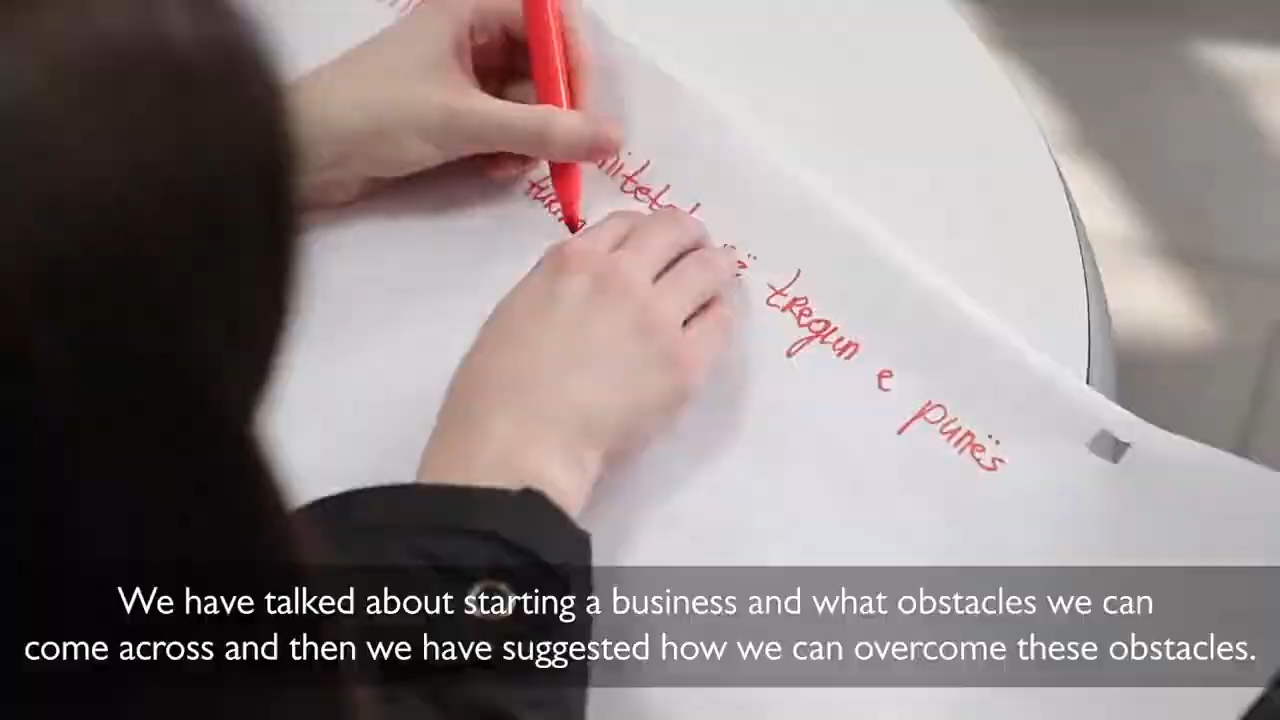 tregun e punës
We have talked about starting a business and what obstacles we can
come across and then we have suggested how we can overcome these obstacles.